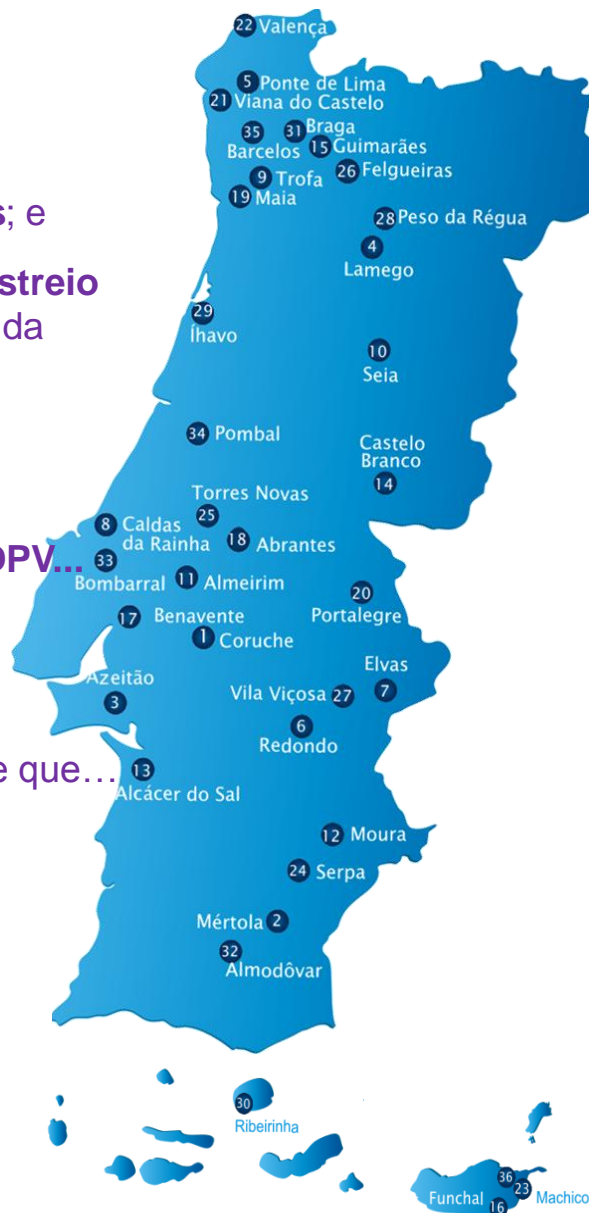 22 Valença
5 Ponte de Lima
21 Viana do Castelo
35 31 Braga
Barcelos 15 Guimarães
26 Felgueiras
9 Trofa
19 Maia
s; e
28 Peso da Régua
4
Lamego
streio
da
29
Ílhavo
10
Seia
34 Pombal
Castelo
Branco
14
Torres Novas
25
8 Caldas
da Rainha
18 Abrantes
OPV...
33
Bombarral
11 Almeirim
20
Portalegre
17 Benavente
1 Coruche
Azeitão
3
Elvas
7
Vila Viçosa 27
6
Redondo
e que…
13
Alcácer do Sal
12 Moura
24 Serpa
Mértola 2
32
Almodôvar
30
Ribeirinha
36
23 Machico
Funchal
16